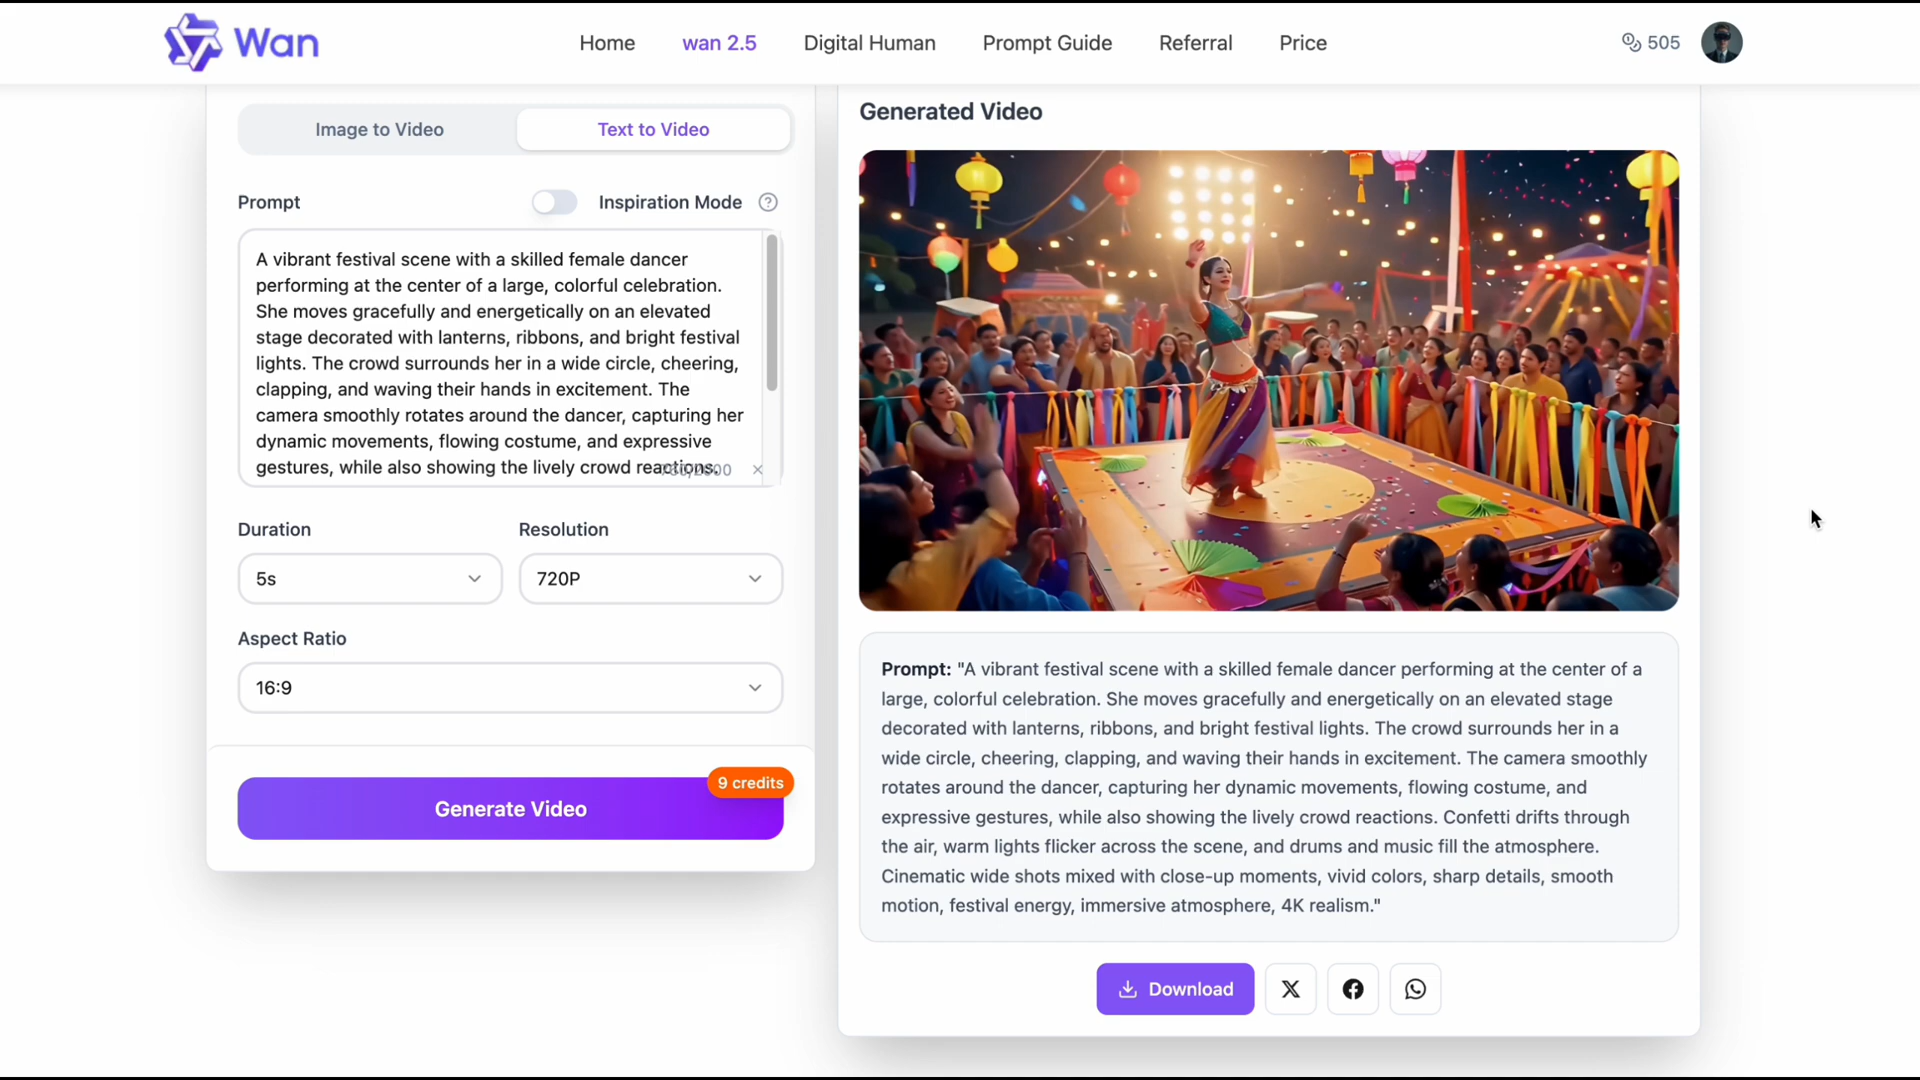 Wan
Home
wan 2.5
Digital Human
Prompt Guide
Referral
Price
505
Image to Video
Text to Video
Prompt
Inspiration Mode
?
A vibrant festival scene with a skilled female dancer
performing at the center of a large, colorful celebration.
She moves gracefully and energetically on an elevated
stage decorated with lanterns, ribbons, and bright festival
lights. The crowd surrounds her in a wide circle, cheering,
clapping, and waving their hands in excitement. The
camera smoothly rotates around the dancer, capturing her
dynamic movements, flowing costume, and expressive
gestures, while also showing the lively crowd reactions.
Duration
Resolution
5s
720P
Aspect Ratio
16:9
9 credits
Generate Video
Generated Video
Prompt: "A vibrant festival scene with a skilled female dancer performing at the center of a
large, colorful celebration. She moves gracefully and energetically on an elevated stage
decorated with lanterns, ribbons, and bright festival lights. The crowd surrounds her in a
wide circle, cheering, clapping, and waving their hands in excitement. The camera smoothly
rotates around the dancer, capturing her dynamic movements, flowing costume, and
expressive gestures, while also showing the lively crowd reactions. Confetti drifts through
the air, warm lights flicker across the scene, and drums and music fill the atmosphere.
Cinematic wide shots mixed with close-up moments, vivid colors, sharp details, smooth
motion, festival energy, immersive atmosphere, 4K realism."
Download